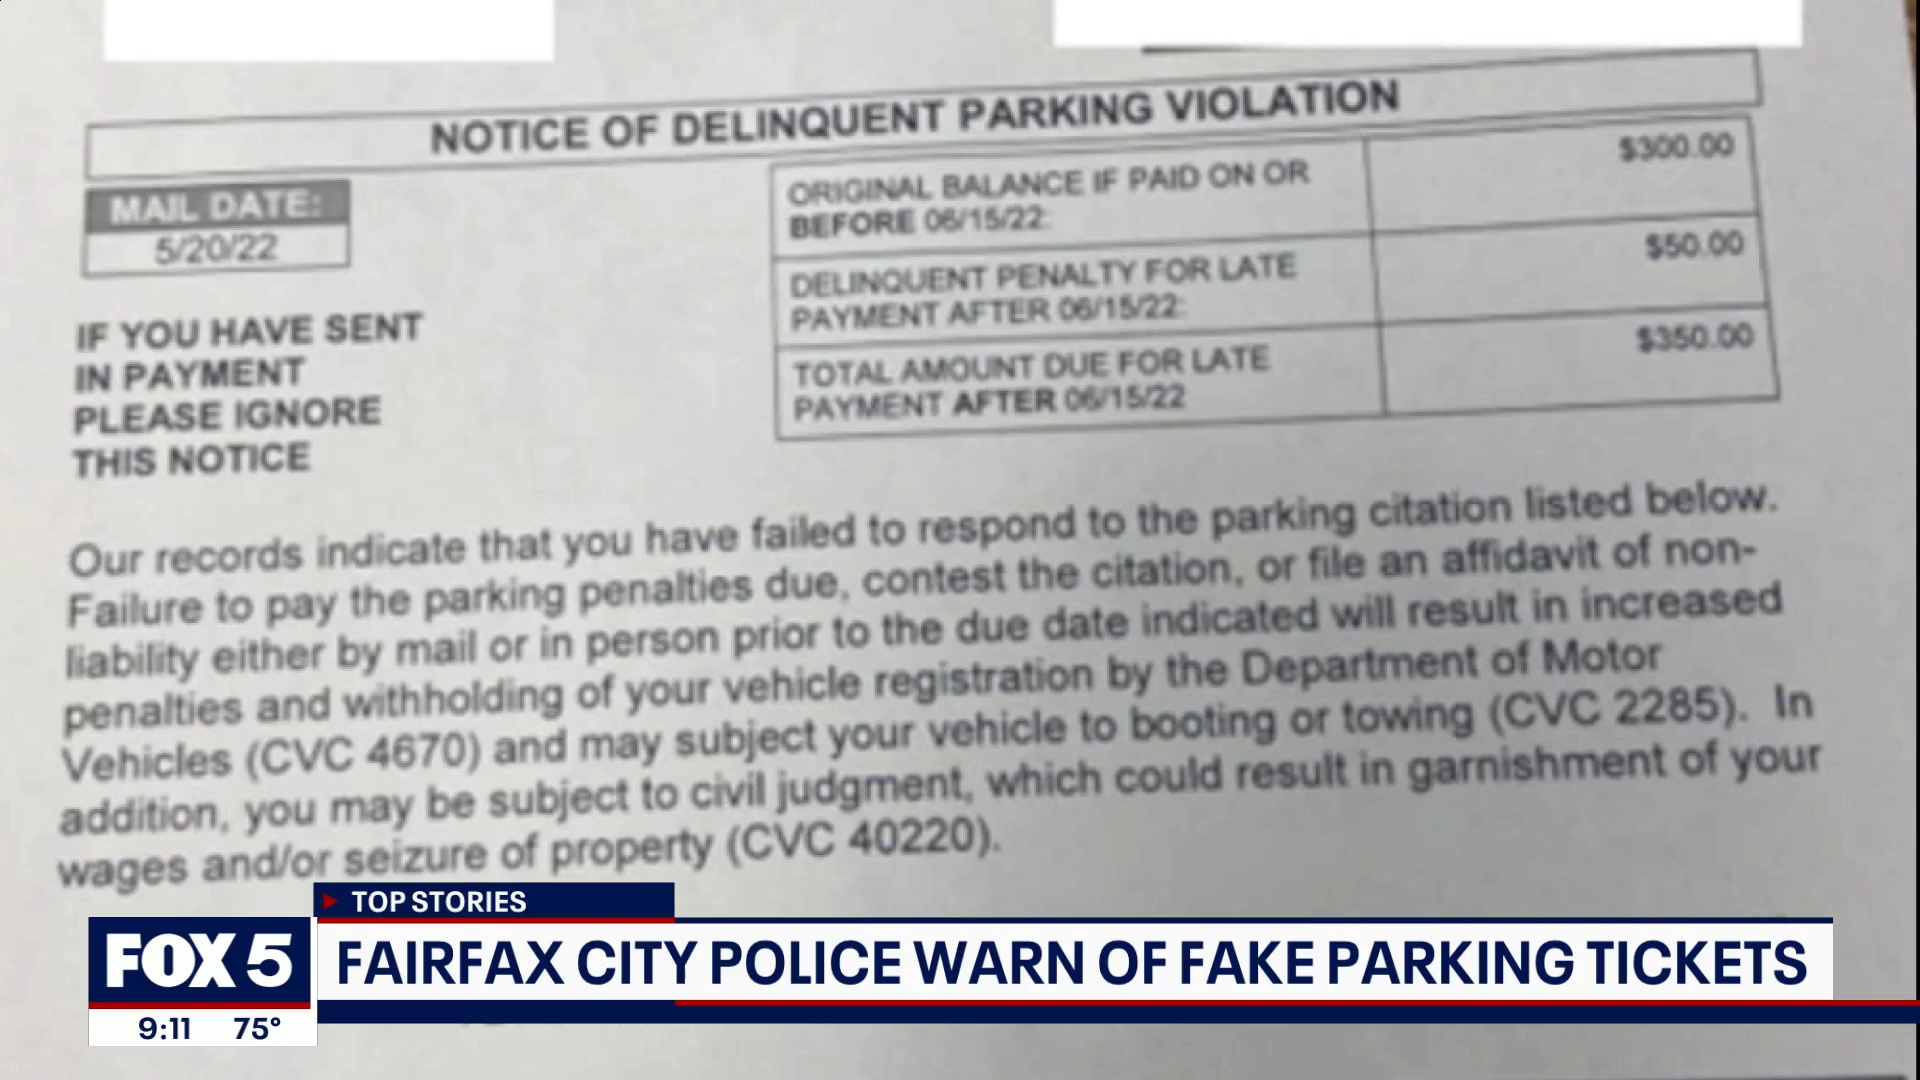 NOTICE OF DELINQUENT PARKING VIOLATION
MAIL DATE:
5/20/22
IF YOU HAVE SENT
IN PAYMENT
PLEASE IGNORE
THIS NOTICE
ORIGINAL BALANCE IF PAID ON OR
BEFORE 06/15/22:
$300.00
DELINQUENT PENALTY FOR LATE
PAYMENT AFTER 06/15/22:
$50.00
TOTAL AMOUNT DUE FOR LATE
PAYMENT AFTER 06/15/22
$350.00
Our records indicate that you have failed to respond to the parking citation listed below.
Failure to pay the parking penalties due, contest the citation, or file an affidavit of non-
liability either by mail or in person prior to the due date indicated will result in increased
penalties and withholding of your vehicle registration by the Department of Motor
Vehicles (CVC 4670) and may subject your vehicle to booting or towing (CVC 2285). In
addition, you may be subject to civil judgment, which could result in garnishment of your
wages and/or seizure of property (CVC 40220).
TOP STORIES
FOX 5
FAIRFAX CITY POLICE WARN OF FAKE PARKING TICKETS
9:11 75°